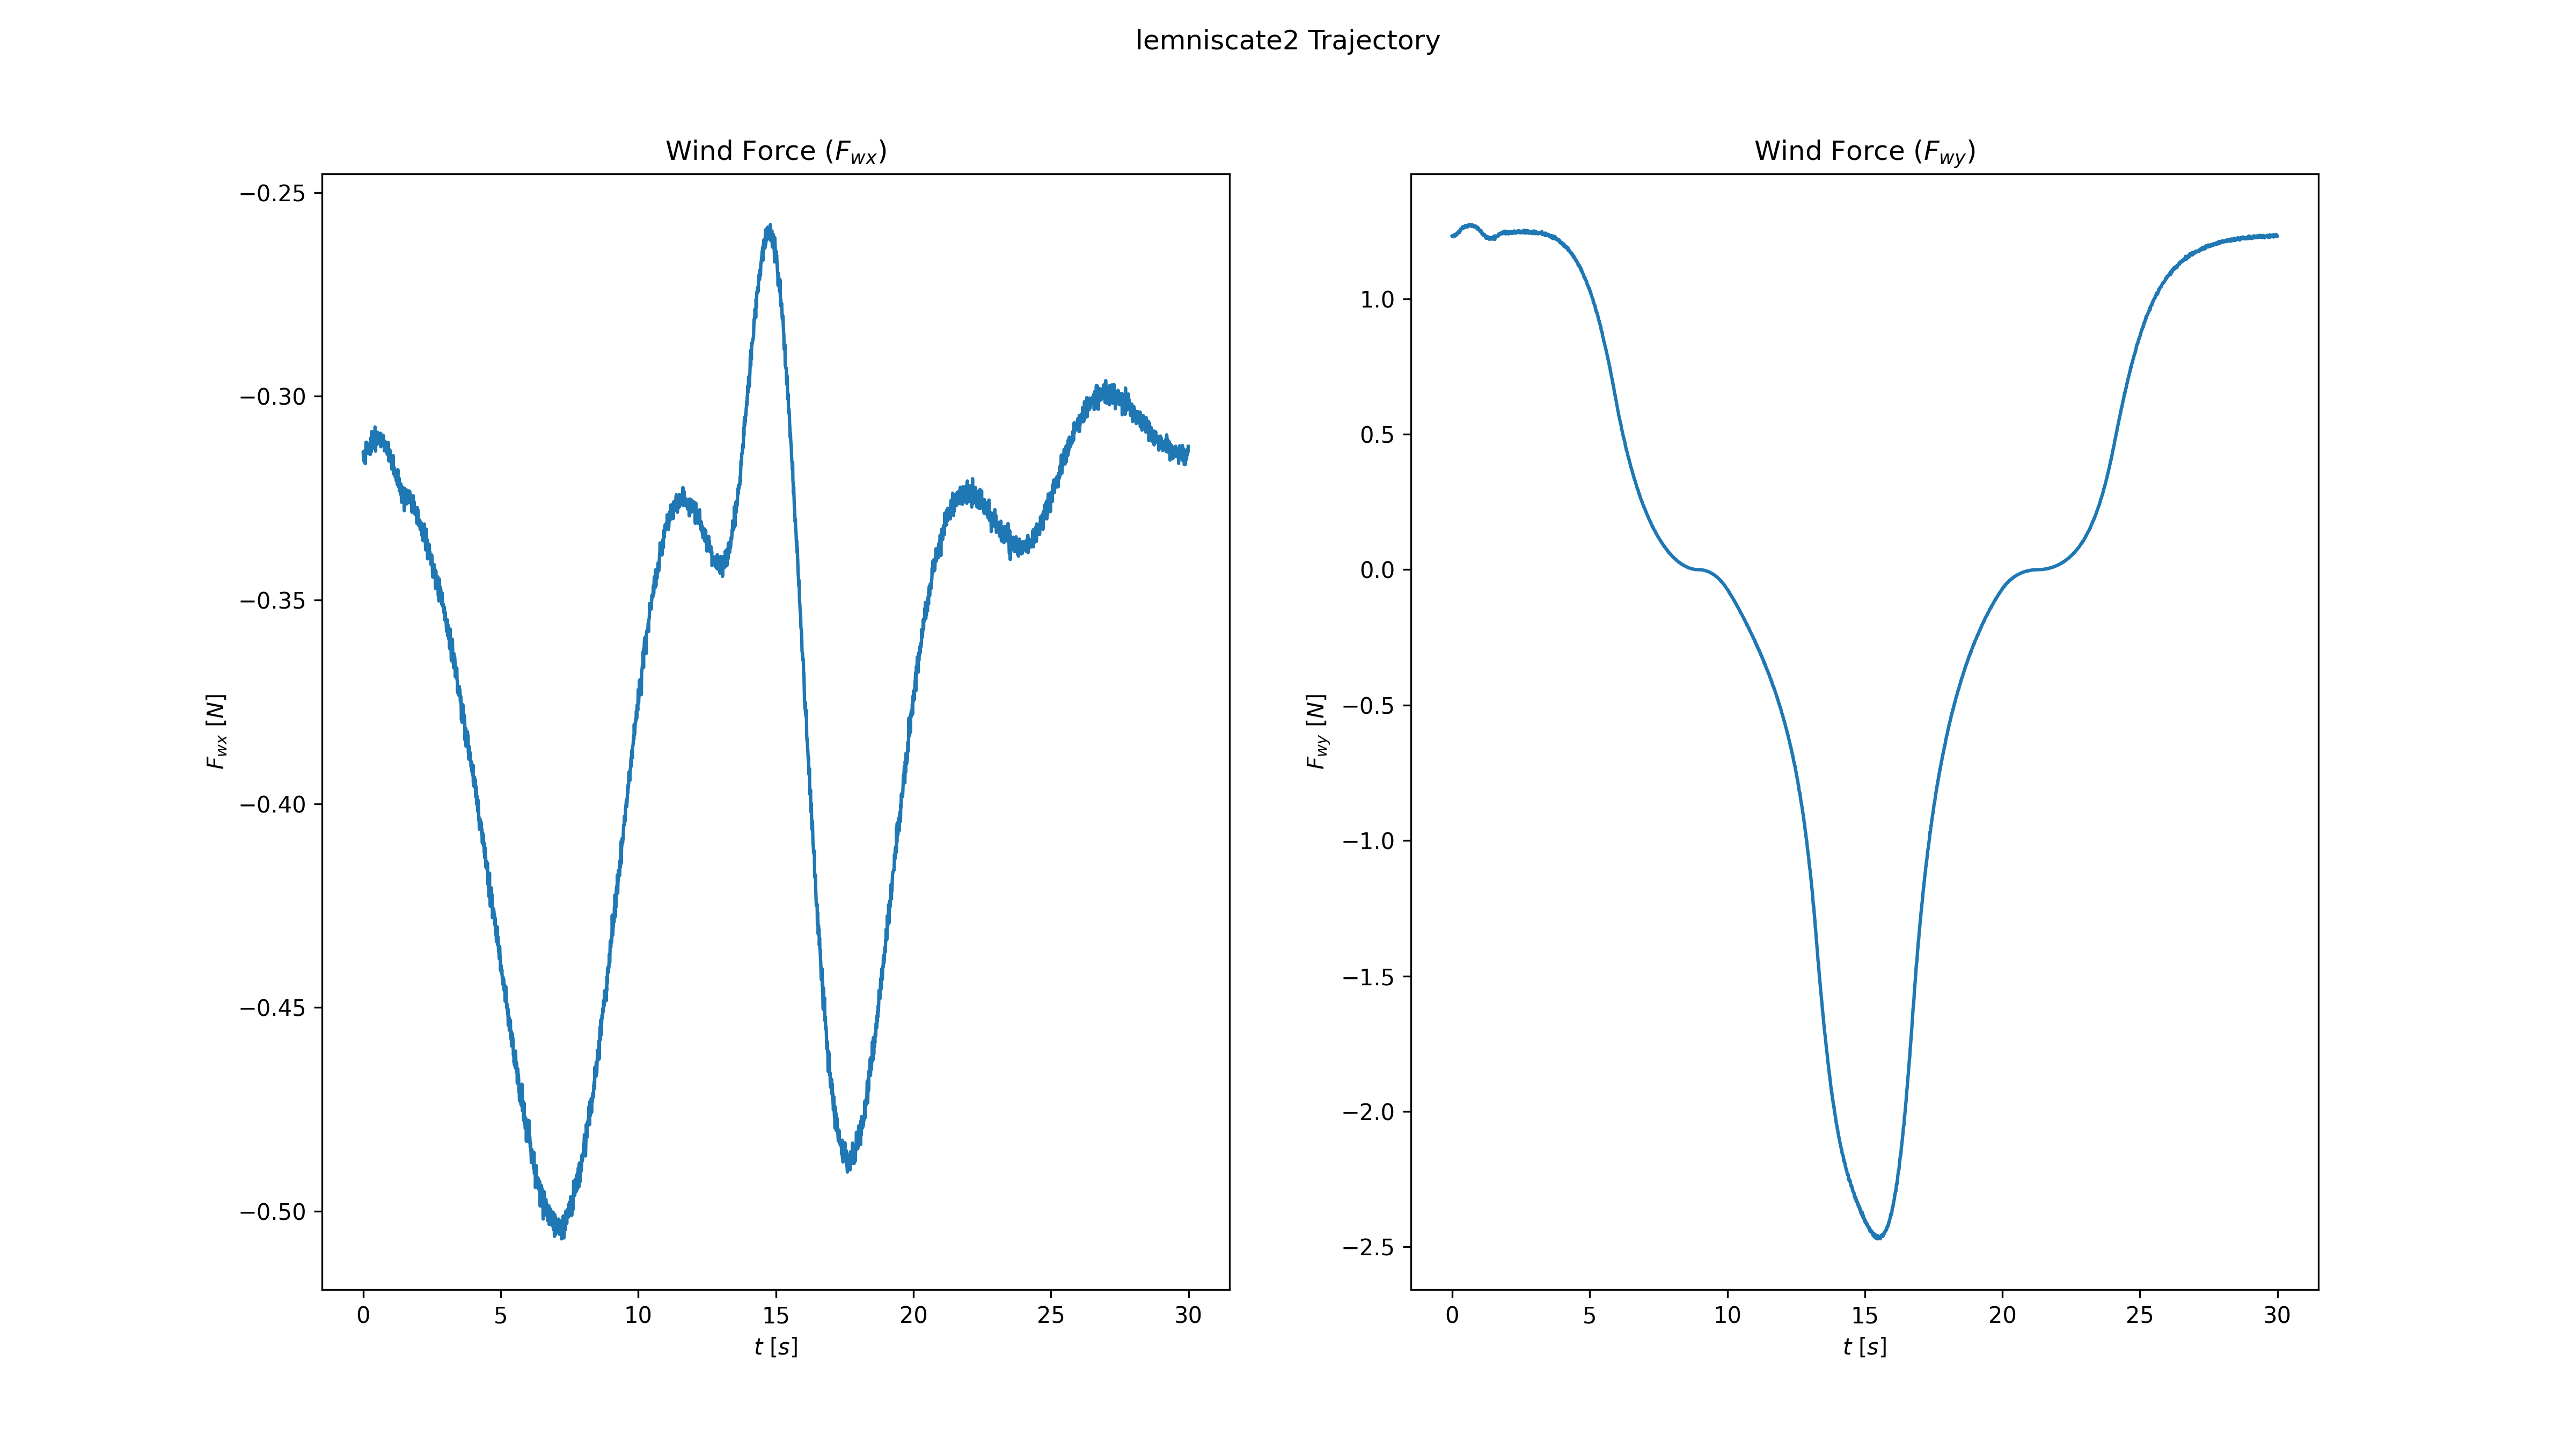 lemniscate2 Trajectory
Wind Force (F_wx)
−0.25
−0.30
−0.35
−0.40
−0.45
−0.50
F_wx [N]
0 5 10 15 20 25 30
t [s]
Wind Force (F_wy)
1.0
0.5
0.0
−0.5
−1.0
−1.5
−2.0
−2.5
F_wy [N]
0 5 10 15 20 25 30
t [s]